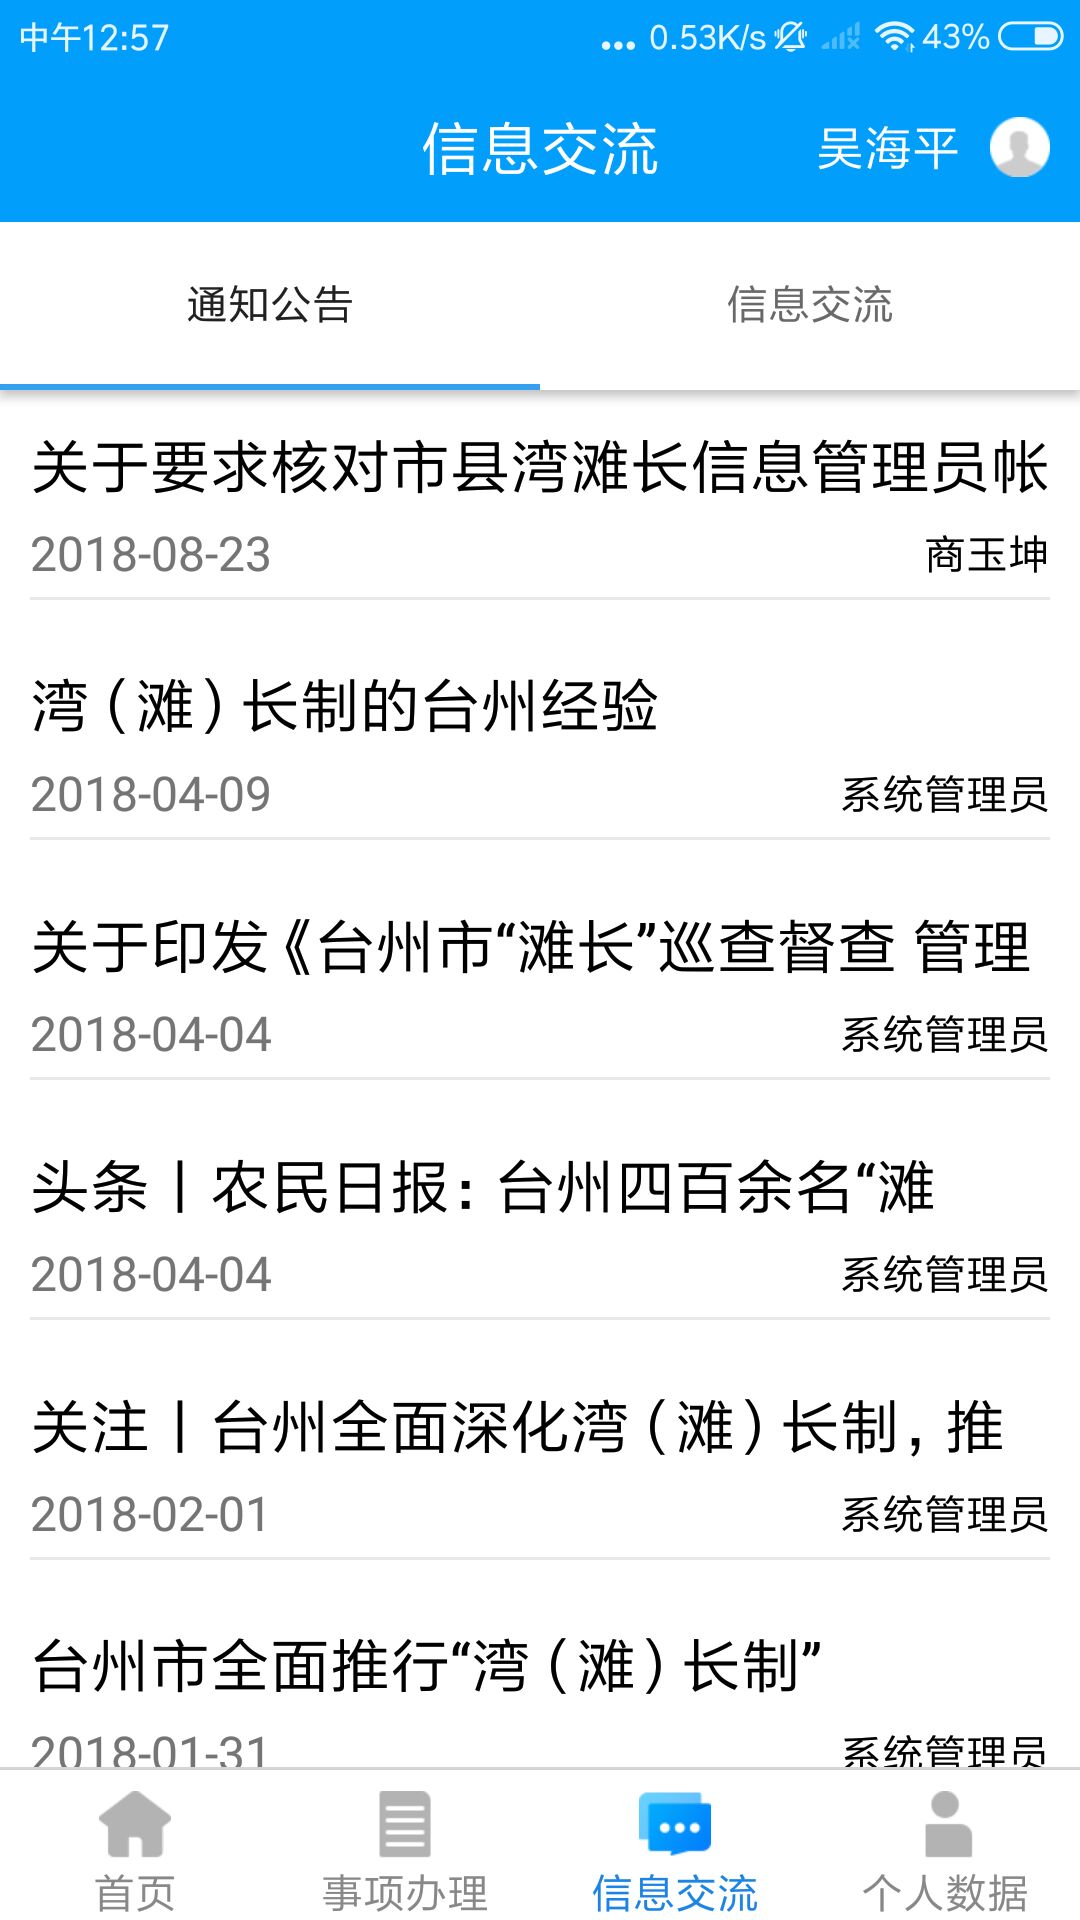 中午12:57
... 0.53K/s 43%
信息交流
吴海平
通知公告
信息交流
关于要求核对市县湾滩长信息管理员帐
2018-08-23
商玉坤
湾（滩）长制的台州经验
2018-04-09
系统管理员
关于印发《台州市“滩长”巡查督查 管理
2018-04-04
系统管理员
头条丨农民日报：台州四百余名“滩
2018-04-04
系统管理员
关注丨台州全面深化湾（滩）长制，推
2018-02-01
系统管理员
台州市全面推行“湾（滩）长制”
2018-01-31
系统管理员
首页
事项办理
信息交流
个人数据